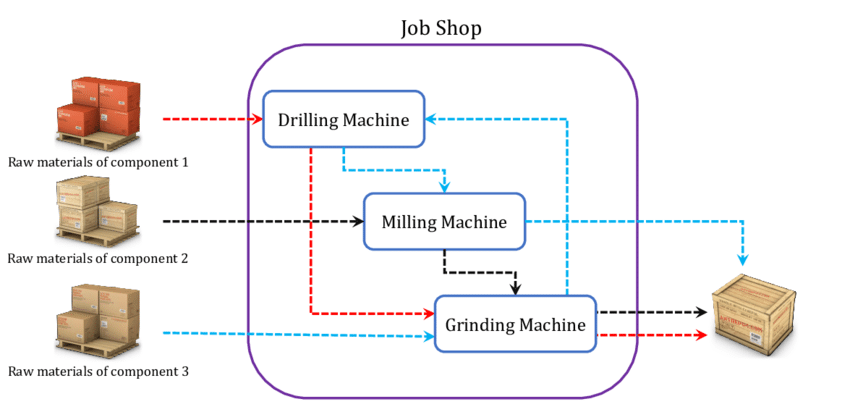 Job Shop
Drilling Machine
Raw materials of component 1
Milling Machine
Raw materials of component 2
Grinding Machine
Raw materials of component 3